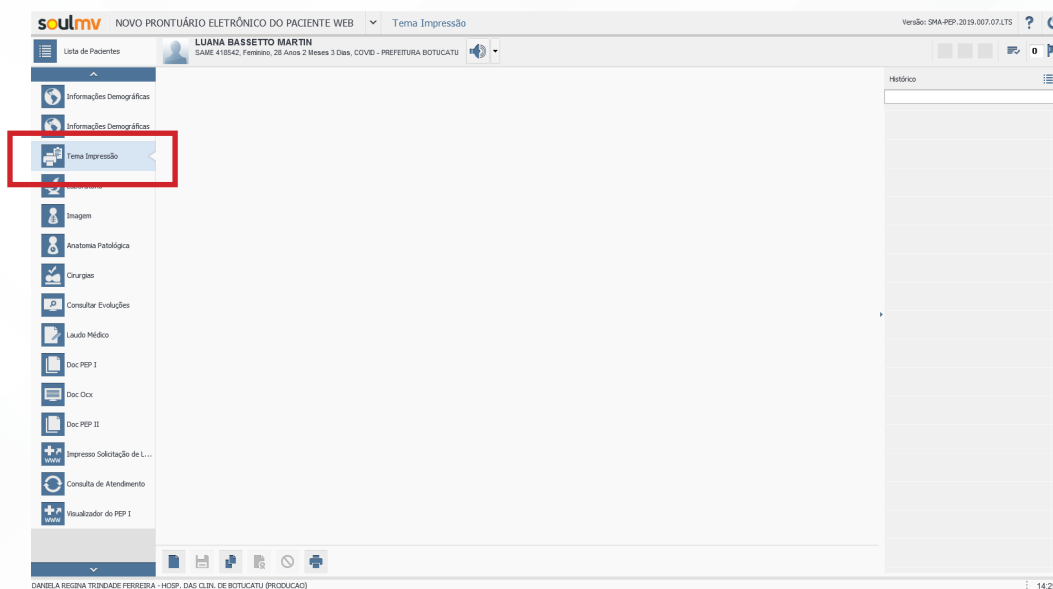 soulmv NOVO PRONTUÁRIO ELETRÔNICO DO PACIENTE WEB Tema Impressão Versão: SMA-PEP.2019.007.07.LTS ?
Lista de Pacientes
LUANA BASSETTO MARTIN
SAME 418542, Feminino, 28 Anos 2 Meses 3 Dias, COVID - PREFEITURA BOTUCATU
0
Histórico
Informações Demográficas
Informações Demográficas
Tema Impressão
Laboratório
Imagem
Anatomia Patológica
Cirurgias
Consultar Evoluções
Laudo Médico
Doc PEP I
Doc Ocx
Doc PEP II
www Impresso Solicitação de L...
Consulta de Atendimento
www Visualizador do PEP I
DANIELA REGINA TRINDADE FERREIRA - HOSP. DAS CLIN. DE BOTUCATU (PRODUCAO)